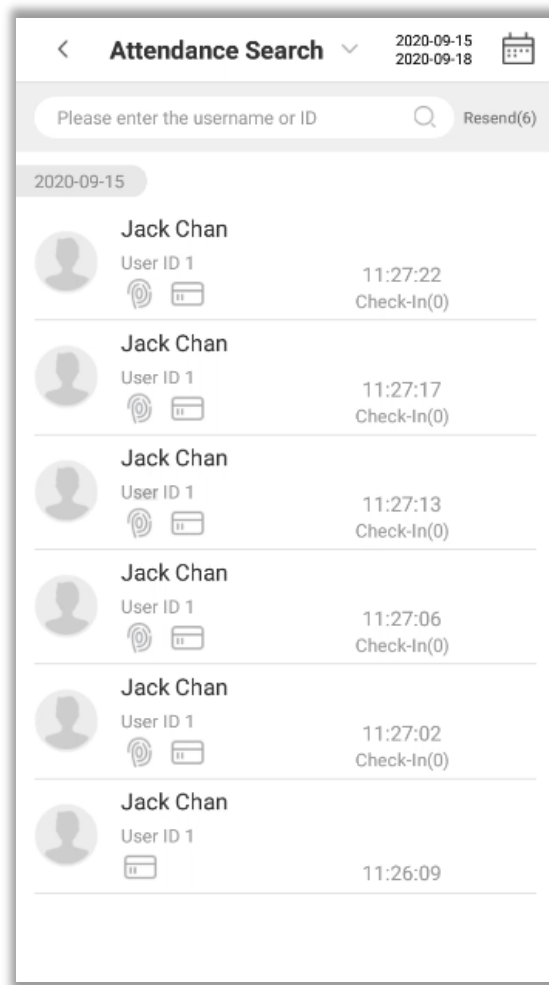 Attendance Search
2020-09-15
2020-09-18
Please enter the username or ID
Resend(6)
2020-09-15
Jack Chan
User ID 1
11:27:22
Check-In(0)
Jack Chan
User ID 1
11:27:17
Check-In(0)
Jack Chan
User ID 1
11:27:13
Check-In(0)
Jack Chan
User ID 1
11:27:06
Check-In(0)
Jack Chan
User ID 1
11:27:02
Check-In(0)
Jack Chan
User ID 1
11:26:09